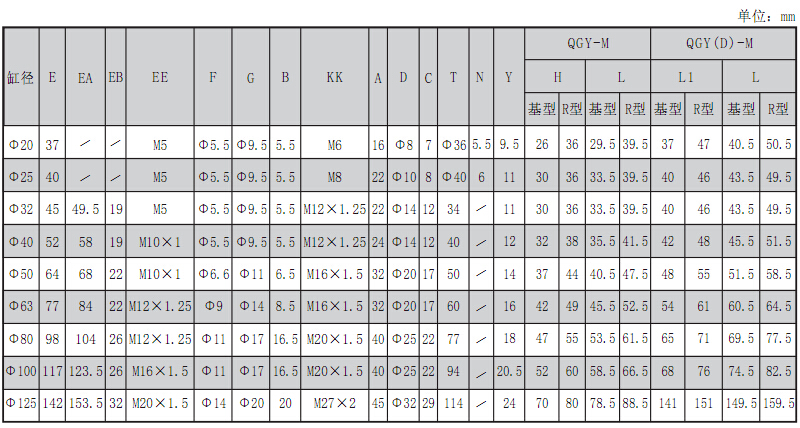 单位：mm
QGY-M QGY(D)-M
缸径 E EA EB EE F G B KK A D C T N Y H L L1 L
基型 R型 基型 R型 基型 R型 基型 R型
Φ20 37 / / M5 Φ5.5 Φ9.5 5.5 M6 16 Φ8 7 Φ36 5.5 9.5 26 36 29.5 39.5 37 47 40.5 50.5
Φ25 40 / / M5 Φ5.5 Φ9.5 5.5 M8 22 Φ10 8 Φ40 6 11 30 36 33.5 39.5 40 46 43.5 49.5
Φ32 45 49.5 19 M5 Φ5.5 Φ9.5 5.5 M12×1.25 22 Φ14 12 34 / 11 30 36 33.5 39.5 40 46 43.5 49.5
Φ40 52 58 19 M10×1 Φ5.5 Φ9.5 5.5 M12×1.25 24 Φ14 12 40 / 12 32 38 35.5 41.5 42 48 45.5 51.5
Φ50 64 68 22 M10×1 Φ6.6 Φ11 6.5 M16×1.5 32 Φ20 17 50 / 14 37 44 40.5 47.5 48 55 51.5 58.5
Φ63 77 84 22 M12×1.25 Φ9 Φ14 8.5 M16×1.5 32 Φ20 17 60 / 16 42 49 45.5 52.5 54 61 60.5 64.5
Φ80 98 104 26 M12×1.25 Φ11 Φ17 16.5 M20×1.5 40 Φ25 22 77 / 18 47 55 53.5 61.5 65 71 69.5 77.5
Φ100 117 123.5 26 M16×1.5 Φ11 Φ17 16.5 M20×1.5 40 Φ25 22 94 / 20.5 52 60 58.5 66.5 68 76 74.5 82.5
Φ125 142 153.5 32 M20×1.5 Φ14 Φ20 20 M27×2 45 Φ32 29 114 / 24 70 80 78.5 88.5 141 151 149.5 159.5